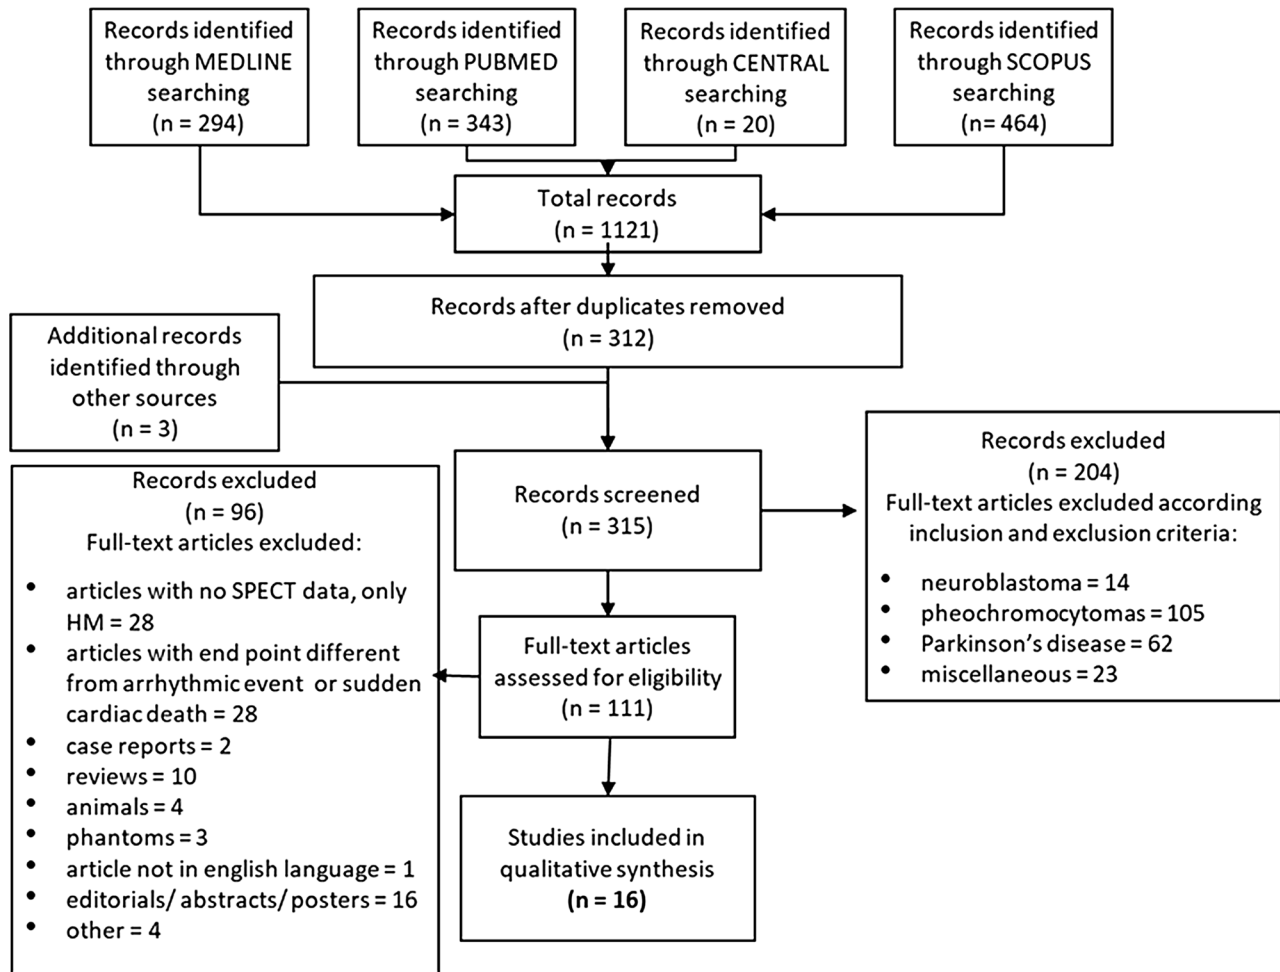 Records identified
through MEDLINE
searching
(n = 294)
Records identified
through PUBMED
searching
(n = 343)
Records identified
through CENTRAL
searching
(n = 20)
Records identified
through SCOPUS
searching
(n= 464)
Total records
(n = 1121)
Records after duplicates removed
(n = 312)
Additional records
identified through
other sources
(n = 3)
Records screened
(n = 315)
Records excluded
(n = 204)
Full-text articles excluded according
inclusion and exclusion criteria:
• neuroblastoma = 14
• pheochromocytomas = 105
• Parkinson's disease = 62
• miscellaneous = 23
Records excluded
(n = 96)
Full-text articles excluded:
• articles with no SPECT data, only
HM = 28
• articles with end point different
from arrhythmic event or sudden
cardiac death = 28
• case reports = 2
• reviews = 10
• animals = 4
• phantoms = 3
• article not in english language = 1
• editorials/ abstracts/ posters = 16
• other = 4
Full-text articles
assessed for eligibility
(n = 111)
Studies included in
qualitative synthesis
(n = 16)